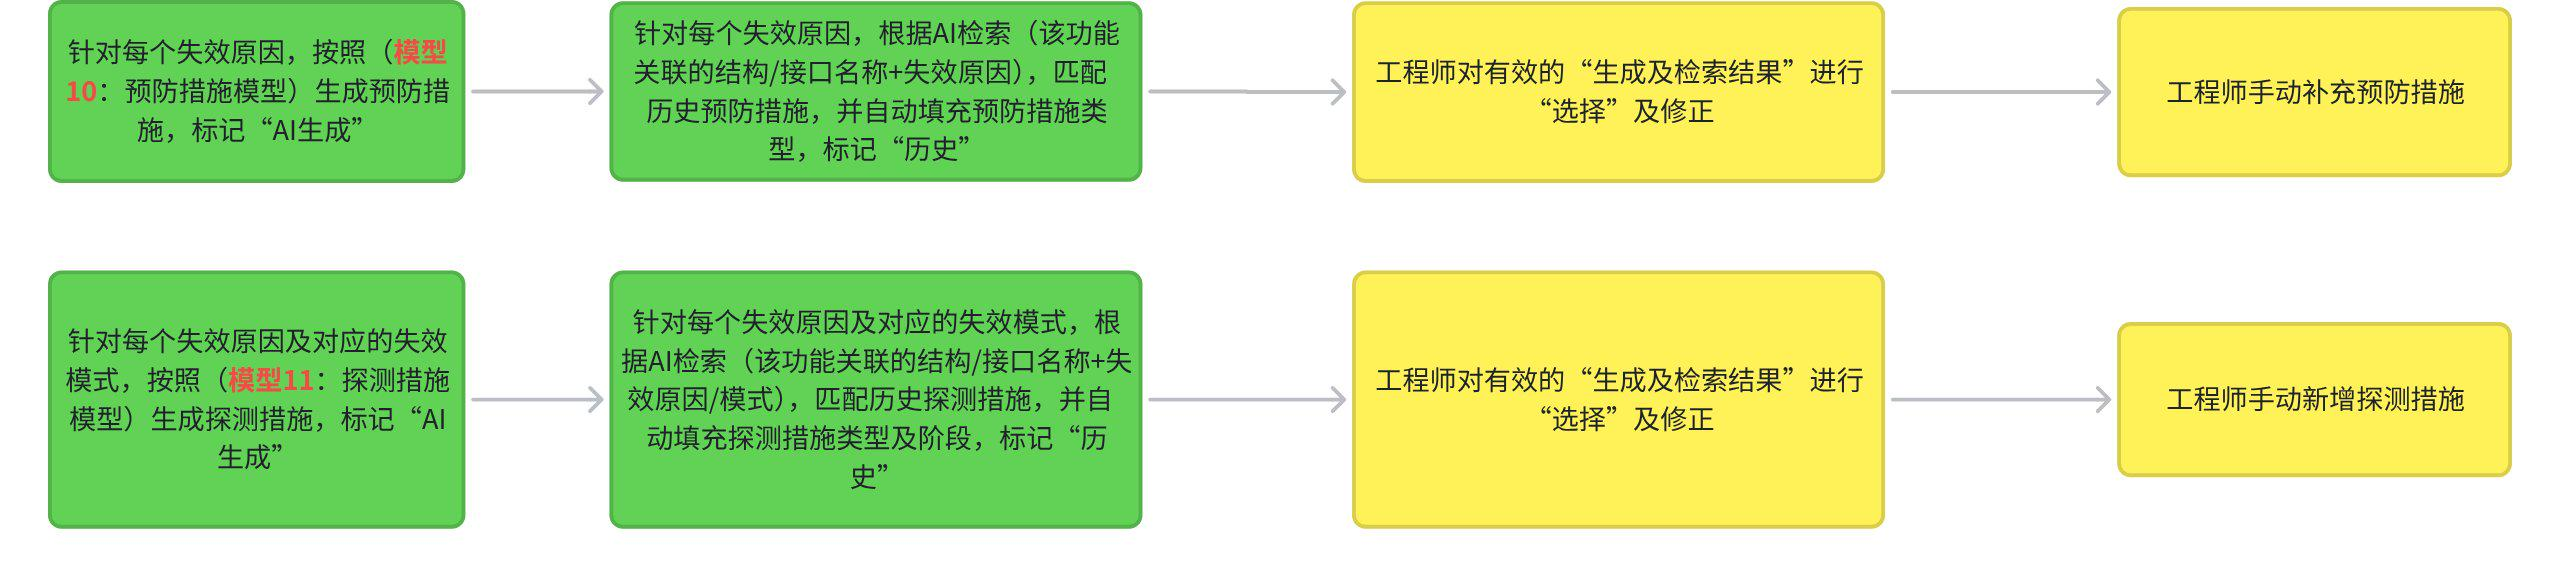 针对每个失效原因，按照（模型
10：预防措施模型）生成预防措
施，标记“AI生成”
针对每个失效原因，根据AI检索（该功能
关联的结构/接口名称+失效原因），匹配
历史预防措施，并自动填充预防措施类
型，标记“历史”
工程师对有效的“生成及检索结果”进行
“选择”及修正
工程师手动补充预防措施
针对每个失效原因及对应的失效
模式，按照（模型11：探测措施
模型）生成探测措施，标记“AI
生成”
针对每个失效原因及对应的失效模式，根
据AI检索（该功能关联的结构/接口名称+失
效原因/模式），匹配历史探测措施，并自
动填充探测措施类型及阶段，标记“历
史”
工程师对有效的“生成及检索结果”进行
“选择”及修正
工程师手动新增探测措施